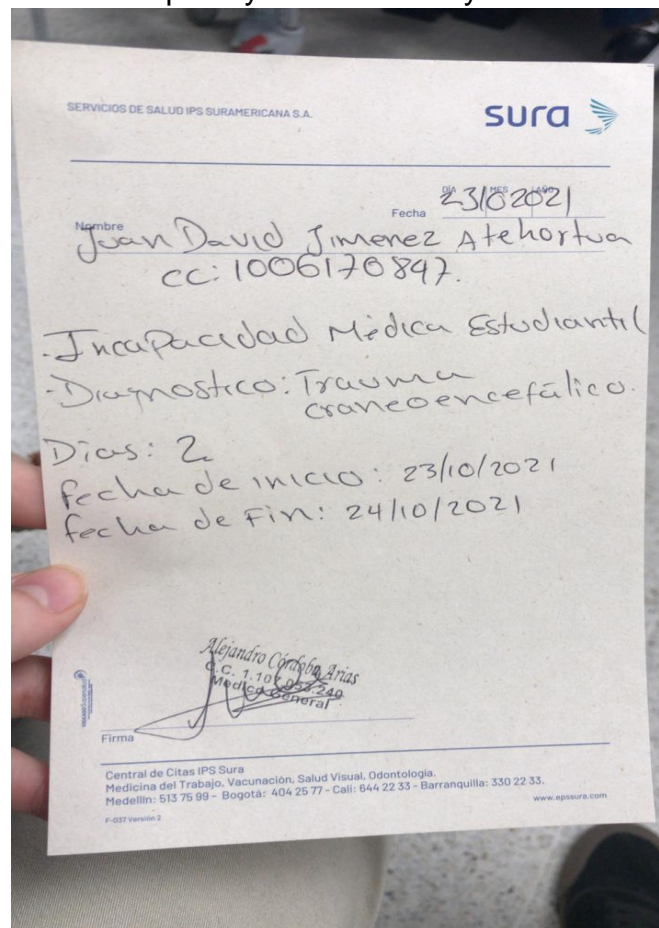 SERVICIOS DE SALUD IPS SURAMERICANA S.A.
sura
DÍA MES AÑO
Fecha 23/10 2021
Nombre
Juan David Jimenez Atehortua
cc: 1006170847.
- Incapacidad Médica Estudiantil
- Diagnostico: Trauma
craneoencefálico.
Dias: 2
fecha de inicio: 23/10/2021
fecha de Fin: 24/10/2021
Alejandro Córdoba Arias
C.C.
Medico General
Firma
Central de Citas IPS Sura
Medicina del Trabajo, Vacunación, Salud Visual, Odontología.
Medellín: 513 75 99 - Bogotá: 404 25 77 - Cali: 644 22 33 - Barranquilla: 330 22 33.
www.epssura.com
F-037 Versión 2